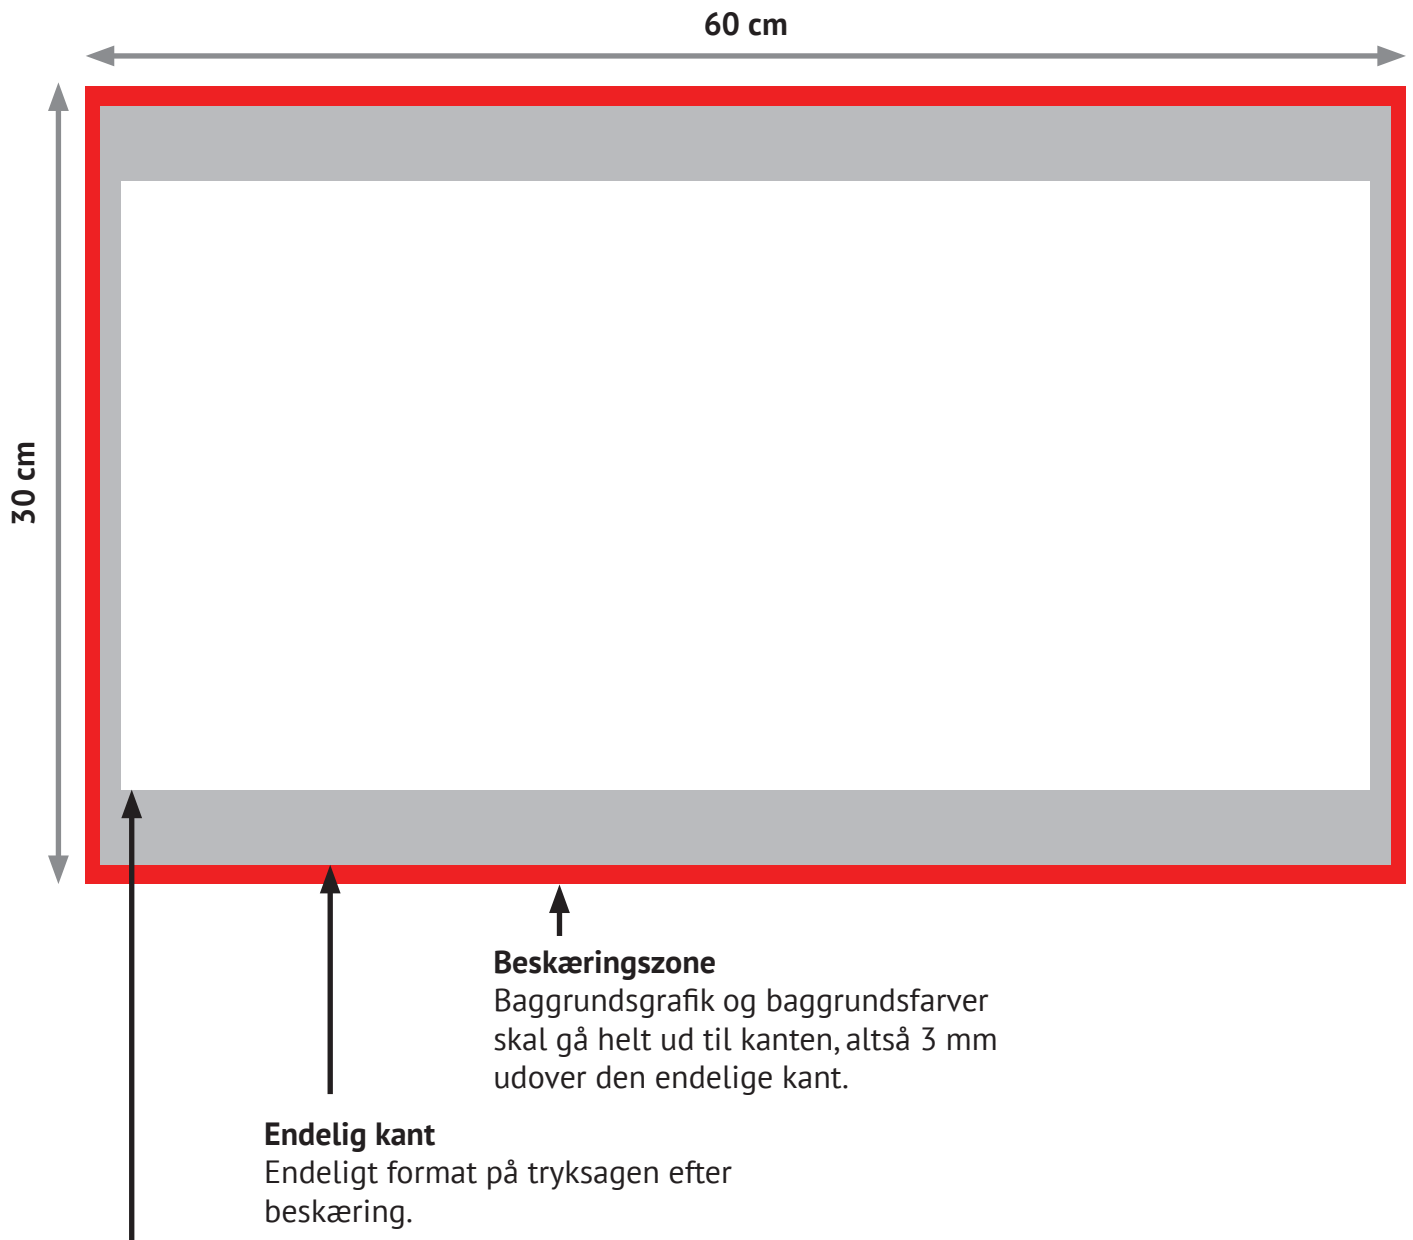 60 cm
30 cm
Beskæringszone
Baggrundsgrafik og baggrundsfarver
skal gå helt ud til kanten, altså 3 mm
udover den endelige kant.
Endelig kant
Endeligt format på tryksagen efter
beskæring.